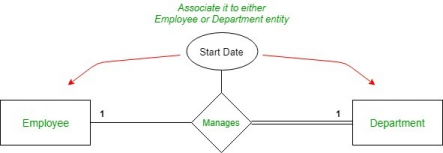 Associate it to either
Employee or Department entity
Start Date
1
1
Employee
Manages
Department